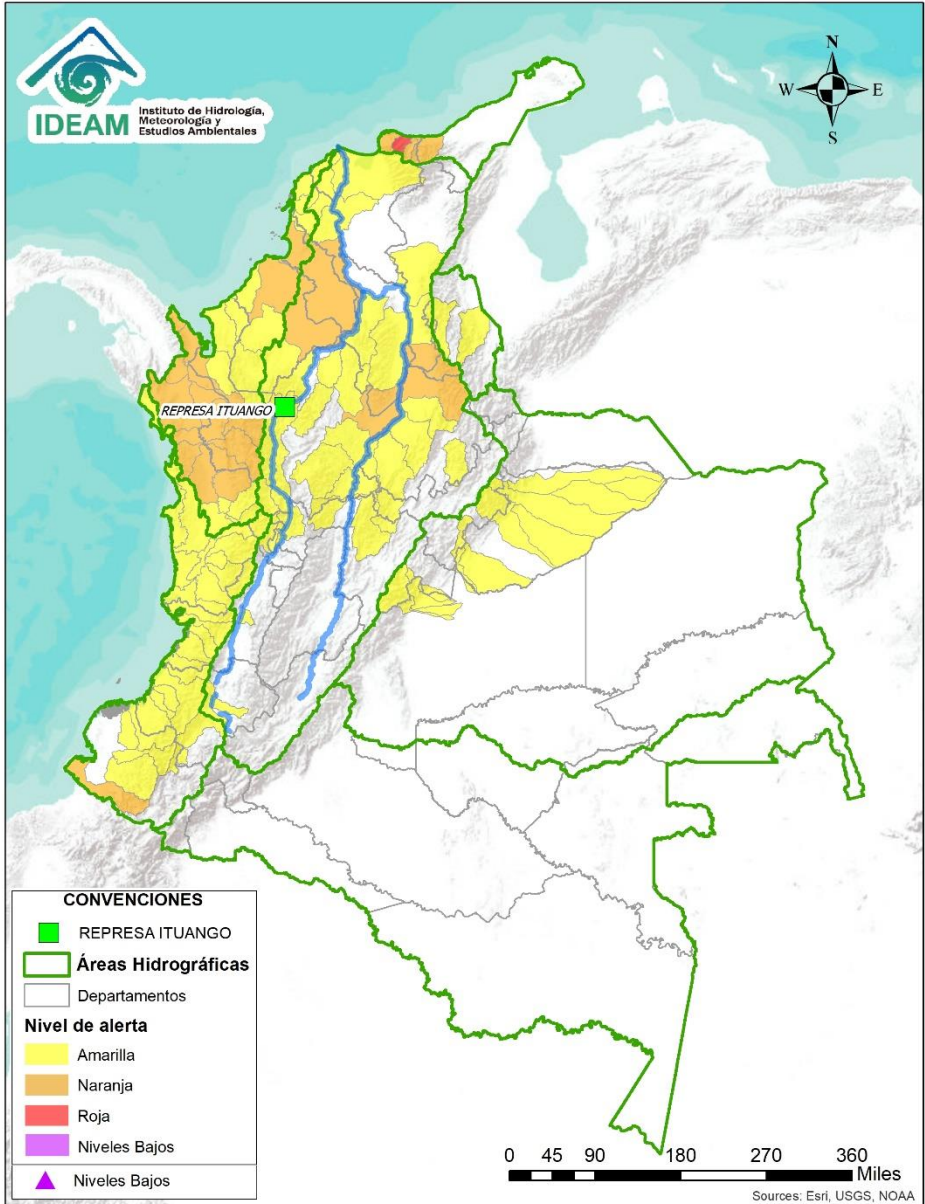 IDEAM
Instituto de Hidrología,
Meteorología y
Estudios Ambientales
N
W
E
S
REPRESA ITUANGO
CONVENCIONES
REPRESA ITUANGO
Áreas Hidrográficas
Departamentos
Nivel de alerta
Amarilla
Naranja
Roja
Niveles Bajos
Niveles Bajos
0 45 90 180 270 360
Miles
Sources: Esri, USGS, NOAA